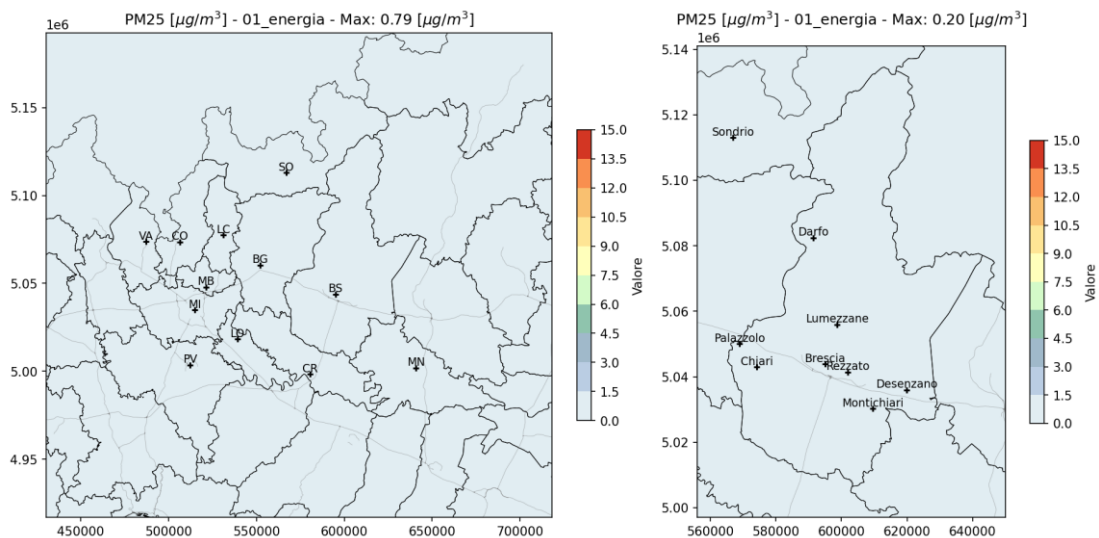 PM25 [μg/m³] - 01_energia - Max: 0.79 [μg/m³]
1e6
5.15
5.10
5.05
5.00
4.95
450000 500000 550000 600000 650000 700000
SO
VA CO LC
BG
MB
BS
MI
LO
PV
CR
MN
15.0
13.5
12.0
10.5
9.0
7.5
6.0
4.5
3.0
1.5
0.0
Valore
PM25 [μg/m³] - 01_energia - Max: 0.20 [μg/m³]
1e6
5.14
5.12
5.10
5.08
5.06
5.04
5.02
5.00
560000 580000 600000 620000 640000
Sondrio
Darfo
Lumezzane
Palazzolo
Chiari
Brescia
Rezzato
Desenzano
Montichiari
15.0
13.5
12.0
10.5
9.0
7.5
6.0
4.5
3.0
1.5
0.0
Valore